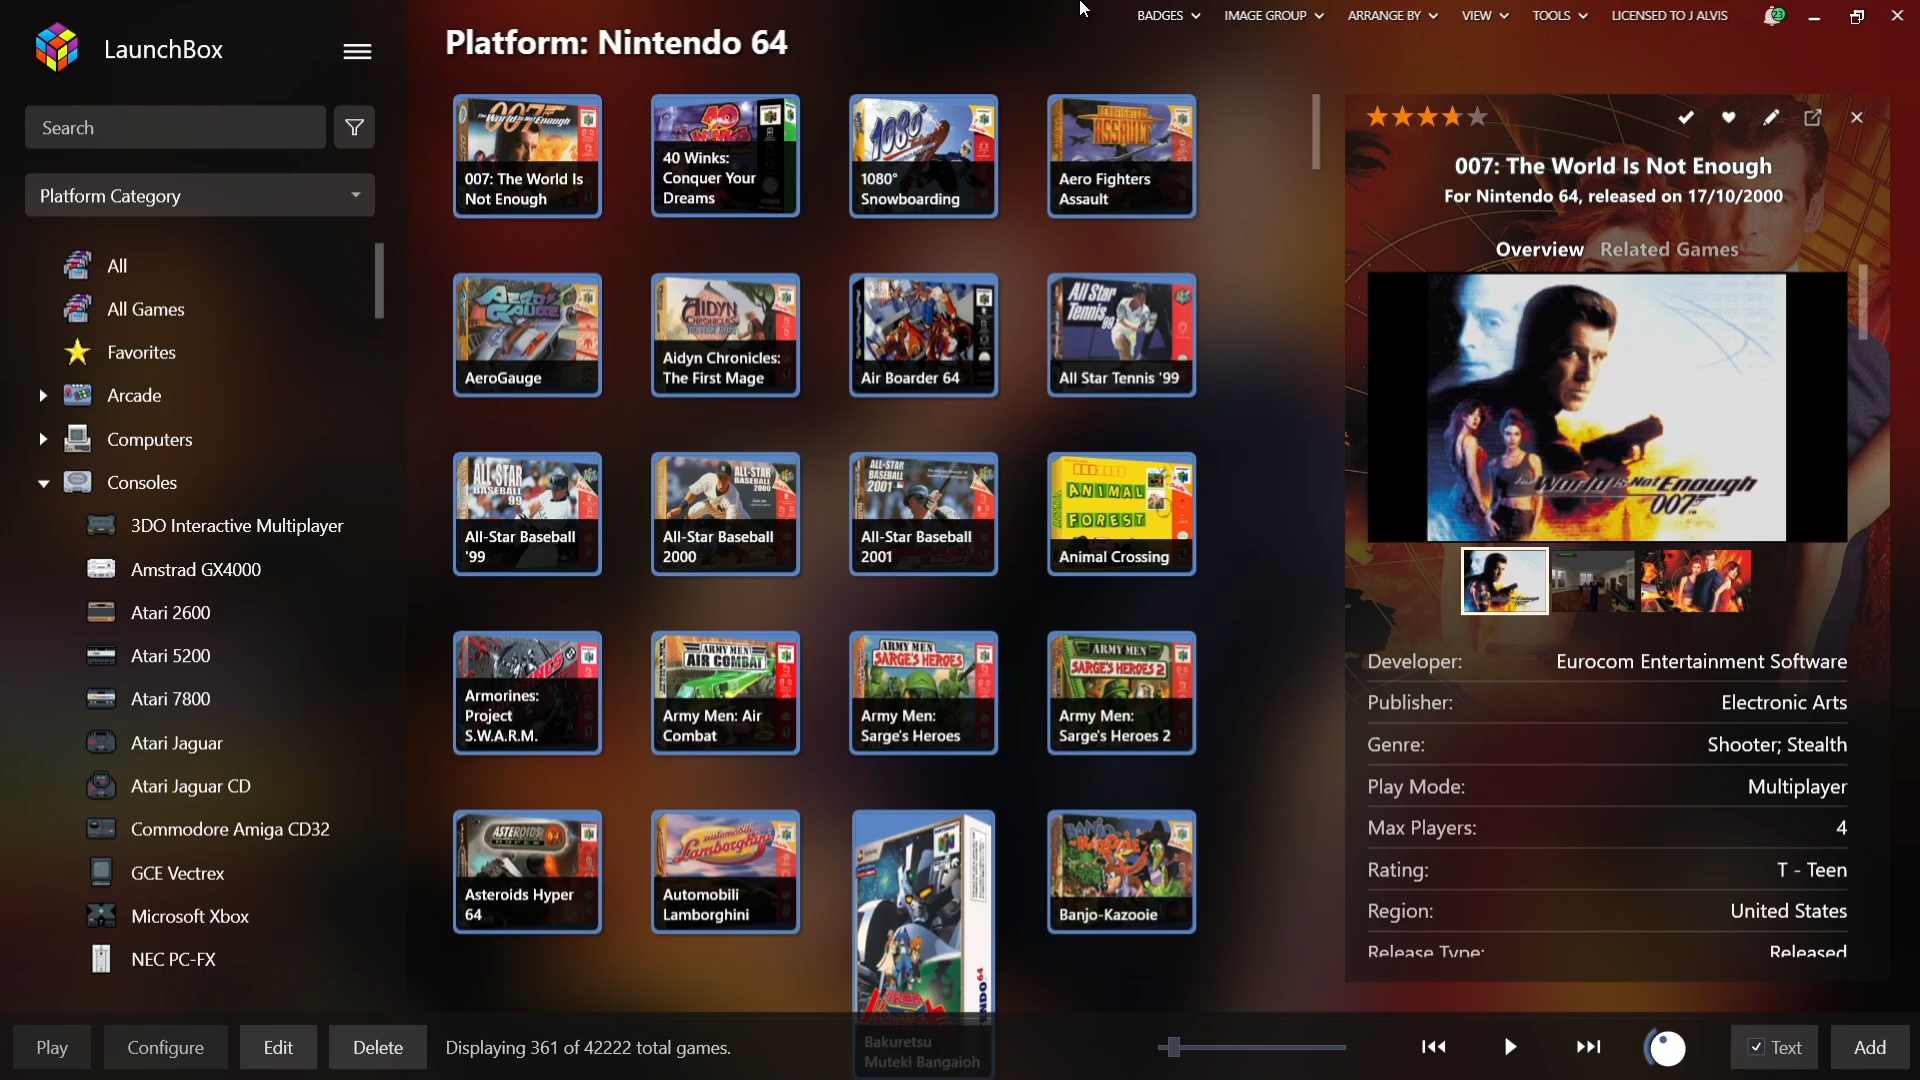 BADGES
IMAGE GROUP
ARRANGE BY
VIEW
TOOLS
LICENSED TO J ALVIS
23
LaunchBox
Platform: Nintendo 64
Search
Platform Category
All
All Games
Favorites
Arcade
Computers
Consoles
3DO Interactive Multiplayer
Amstrad GX4000
Atari 2600
Atari 5200
Atari 7800
Atari Jaguar
Atari Jaguar CD
Commodore Amiga CD32
GCE Vectrex
Microsoft Xbox
NEC PC-FX
007: The World Is
Not Enough
40 Winks:
Conquer Your
Dreams
1080°
Snowboarding
Aero Fighters
Assault
AeroGauge
Aidyn Chronicles:
The First Mage
Air Boarder 64
All Star Tennis '99
All-Star Baseball
'99
All-Star Baseball
2000
All-Star Baseball
2001
ANIMAL
FOREST
Animal Crossing
Armorines:
Project
S.W.A.R.M.
Army Men: Air
Combat
Army Men:
Sarge's Heroes
Army Men:
Sarge's Heroes 2
Asteroids Hyper
64
Automobili
Lamborghini
Bakuretsu
Muteki Bangaioh
Banjo-Kazooie
007: The World Is Not Enough
For Nintendo 64, released on 17/10/2000
Overview
Related Games
The World Is Not Enough
007
Developer:
Eurocom Entertainment Software
Publisher:
Electronic Arts
Genre:
Shooter; Stealth
Play Mode:
Multiplayer
Max Players:
4
Rating:
T - Teen
Region:
United States
Release Type:
Released
Play
Configure
Edit
Delete
Displaying 361 of 42222 total games.
Text
Add